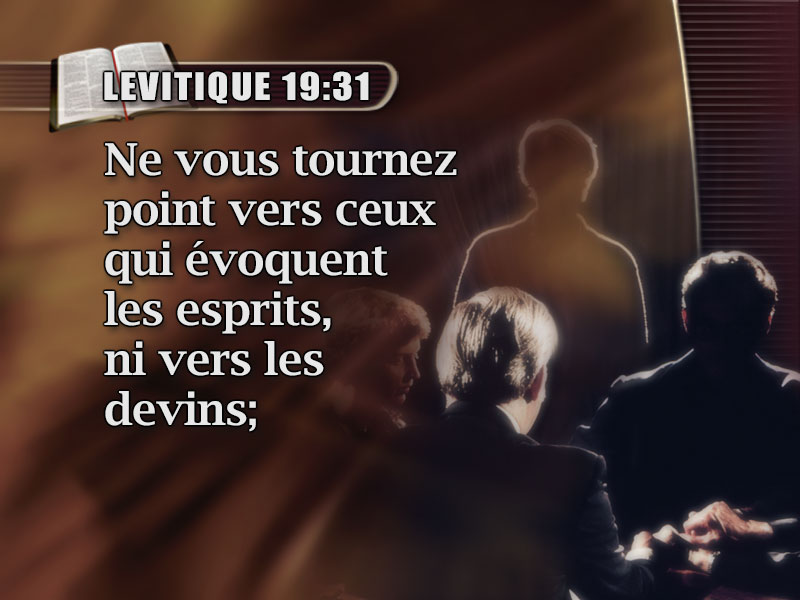 LEVITIQUE 19:31
Ne vous tournez
point vers ceux
qui évoquent
les esprits,
ni vers les
devins;